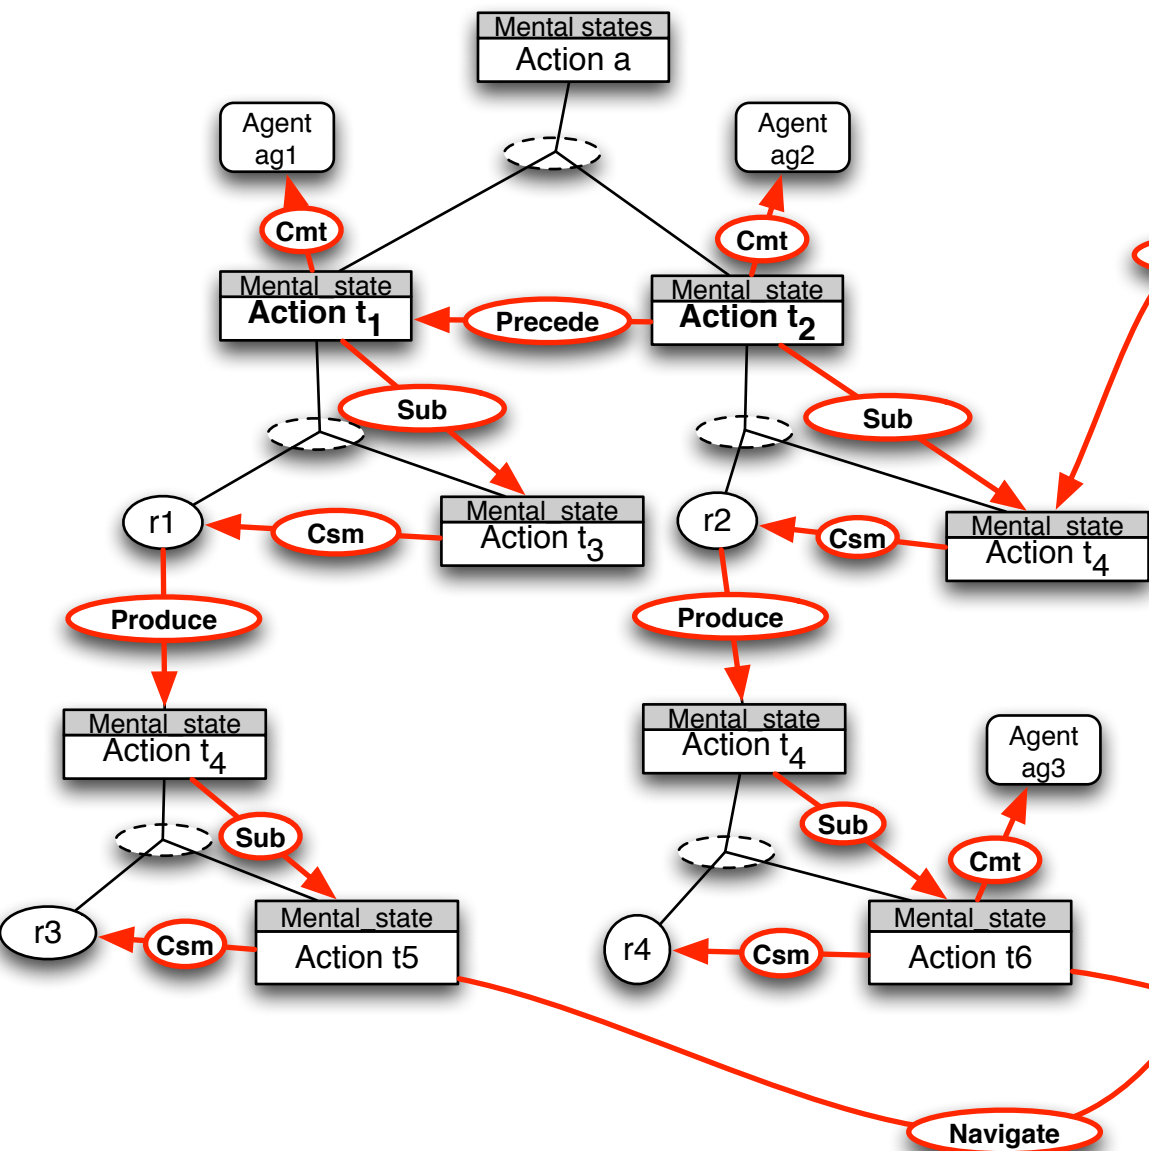 Mental states
Action a
Agent
ag1
Agent
ag2
Cmt
Cmt
Mental_state
Action t1
Precede
Mental_state
Action t2
Sub
Sub
r1
Csm
Mental_state
Action t3
r2
Csm
Mental_state
Action t4
Produce
Produce
Mental_state
Action t4
Mental_state
Action t4
Agent
ag3
Sub
Sub
Cmt
r3
Csm
Mental_state
Action t5
r4
Csm
Mental_state
Action t6
Navigate